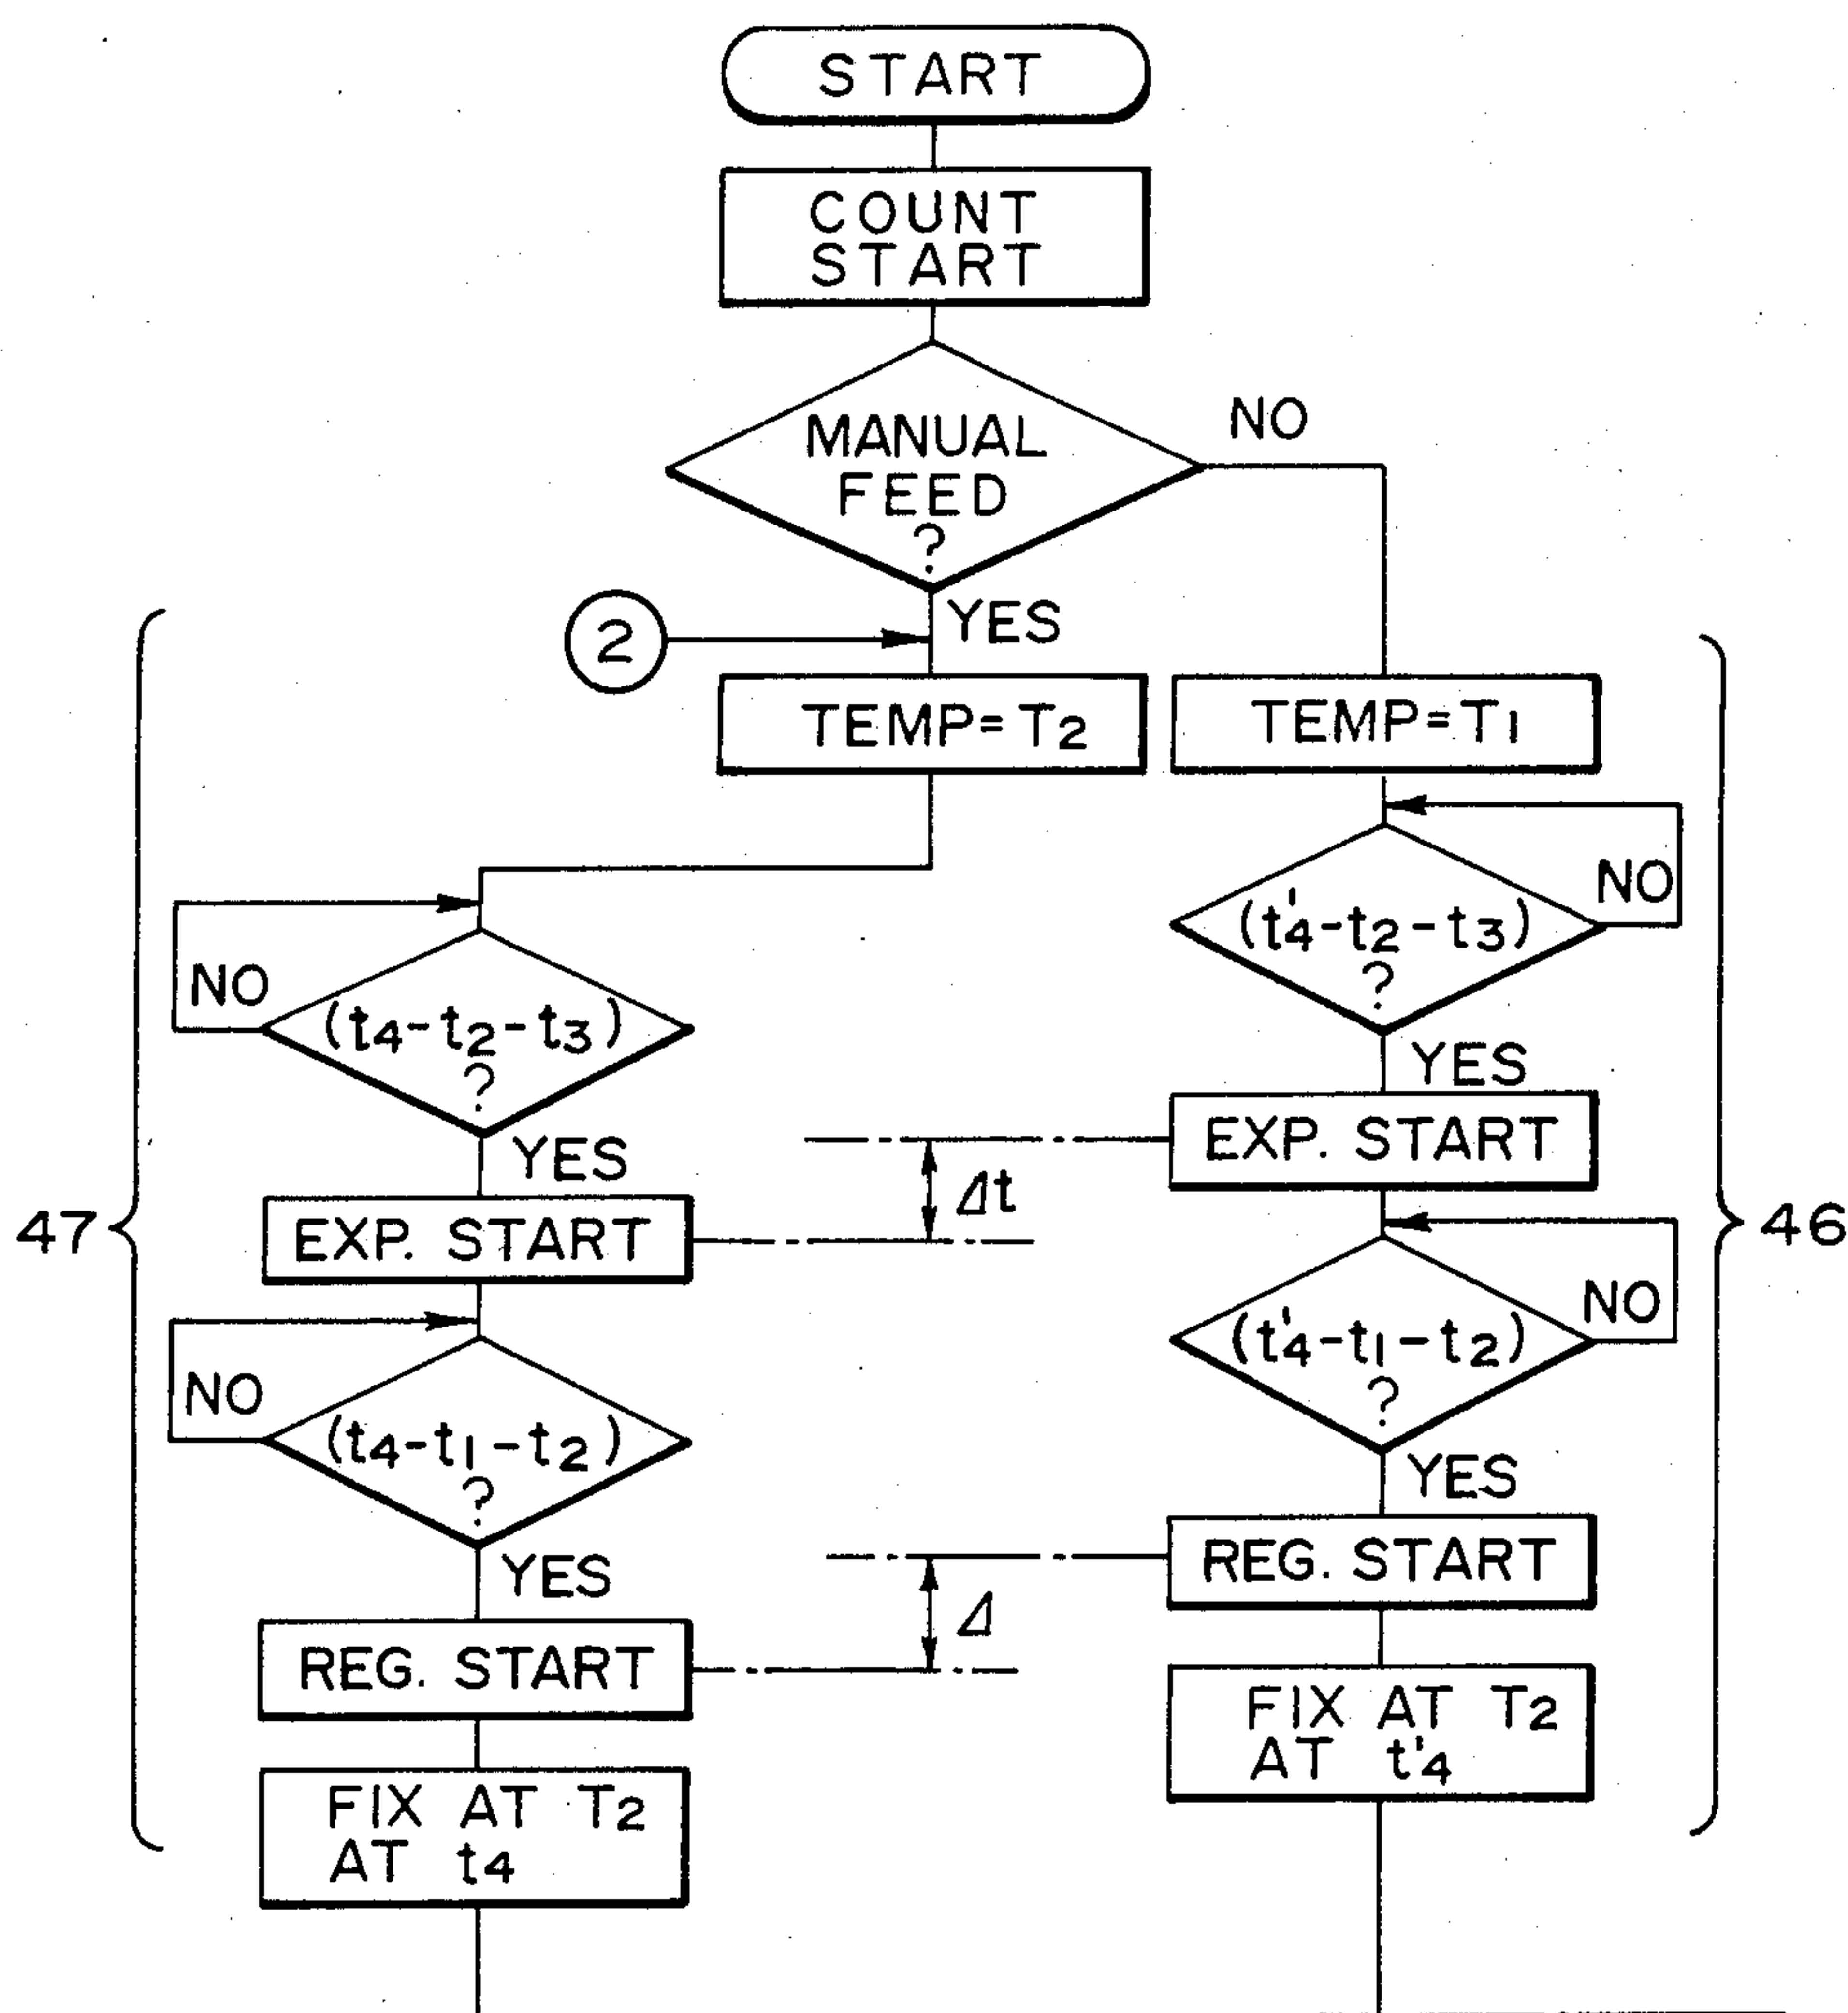 START
COUNT
START
MANUAL
FEED
?
NO
YES
2
TEMP=T2
TEMP=T1
NO
(t'4-t2-t3)
?
YES
NO
(t4-t2-t3)
?
YES
EXP. START
Δt
47
EXP. START
46
NO
(t'4-t1-t2)
?
YES
NO
(t4-t1-t2)
?
YES
REG. START
Δ
REG. START
FIX AT T2
AT t'4
FIX AT T2
AT t4